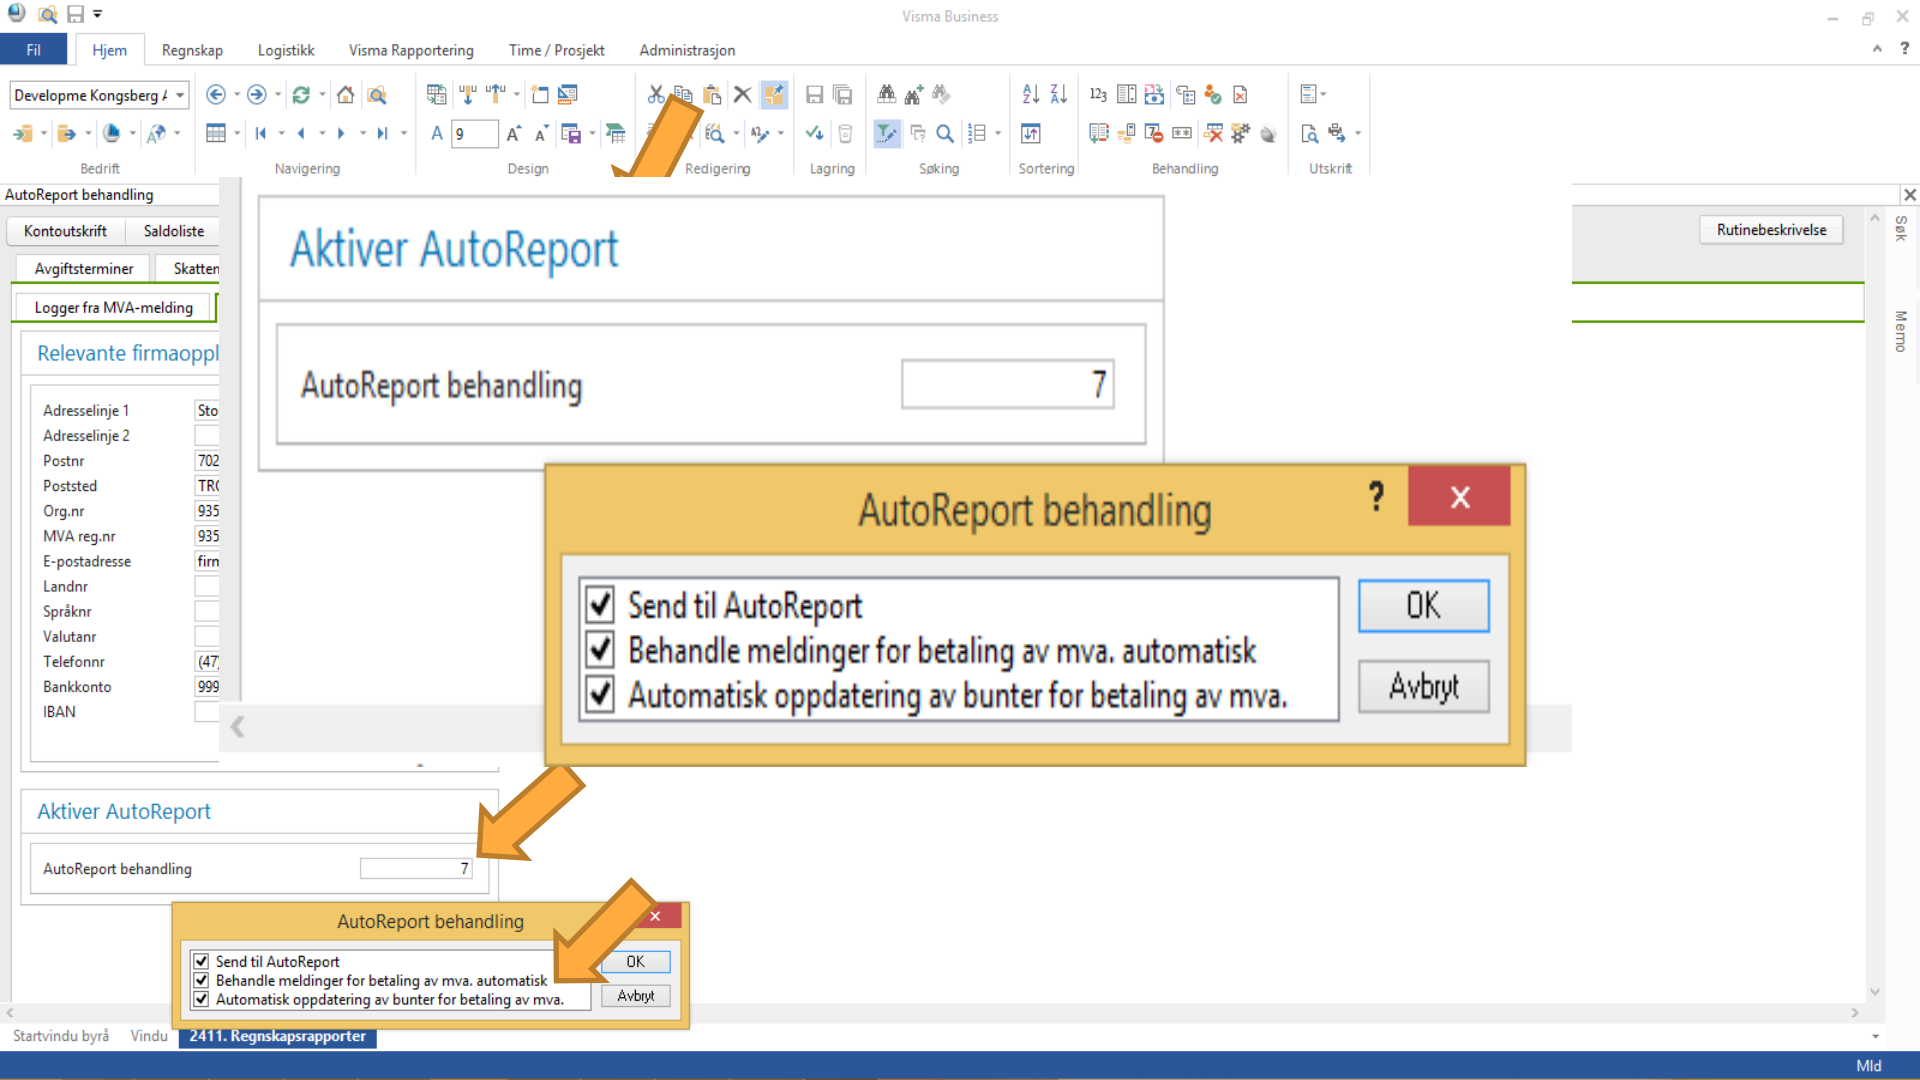 Visma Business
Fil Hjem Regnskap Logistikk Visma Rapportering Time / Prosjekt Administrasjon
Developme Kongsberg
9
Bedrift Navigering Design Redigering Lagring Søking Sortering Behandling Utskrift
AutoReport behandling
Kontoutskrift Saldoliste Rutinebeskrivelse
Avgiftsterminer Skatten
Logger fra MVA-melding
Søk
Memo
Relevante firmaoppl
Adresselinje 1 Sto
Adresselinje 2
Postnr 702
Poststed TRO
Org.nr 935
MVA reg.nr 935
E-postadresse firm
Landnr
Språknr
Valutanr
Telefonnr (47)
Bankkonto 999
IBAN
Aktiver AutoReport
AutoReport behandling 7
AutoReport behandling
Send til AutoReport
Behandle meldinger for betaling av mva. automatisk
Automatisk oppdatering av bunter for betaling av mva.
OK
Avbryt
Aktiver AutoReport
AutoReport behandling 7
AutoReport behandling
Send til AutoReport
Behandle meldinger for betaling av mva. automatisk
Automatisk oppdatering av bunter for betaling av mva.
OK
Avbryt
Startvindu byrå Vindu 2411. Regnskapsrapporter
Mld